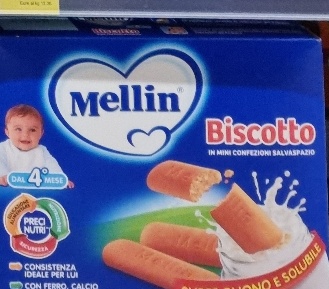 Mellin®
Biscotto
IN MINI CONFEZIONI SALVASPAZIO
DAL 4° MESE
PRECI
NUTRI
SICUREZZA
CONSISTENZA
IDEALE PER LUI
CON FERRO, CALCIO
BUONO E SOLUBILE